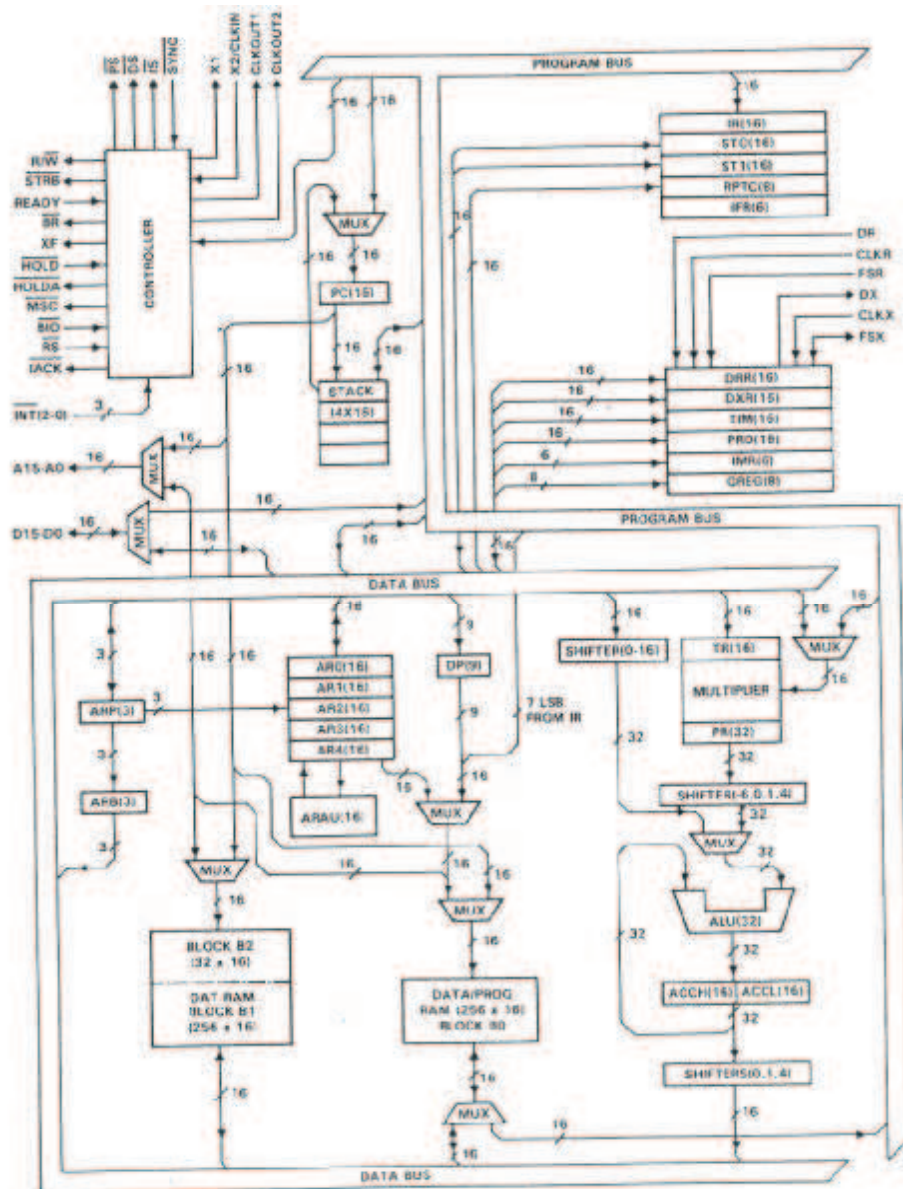 PS
DS
IS
SYNC
X1
X2/CLKIN
CLKOUT1
CLKOUT2
PROGRAM BUS
16
16
16
R/W
STRB
READY
BR
XF
HOLD
HOLDA
MSC
BIO
RS
IACK
CONTROLLER
INT(2-0)
3
16
MUX
16
16
PC(15)
16
16
16
STACK
(4X16)
IR(16)
STC(16)
ST1(16)
RPTC(8)
IFR(6)
16
16
DR
CLKR
FSR
DX
CLKX
FSX
16
16
16
16
6
8
DRR(16)
DXR(15)
TIM(16)
PRD(16)
IMR(6)
GREG(8)
A15-A0
16
MUX
16
D15-D0
16
MUX
16
16
16
16
PROGRAM BUS
DATA BUS
3
ARP(3)
3
3
ARB(3)
3
16
16
16
AR0(16)
AR1(16)
AR2(16)
AR3(16)
AR4(16)
ARAU(16)
9
DP(9)
9
7 LSB
FROM IR
16
15
MUX
16
SHIFTER(0-16)
32
16
TR(16)
MULTIPLIER
PR(32)
16
16
MUX
16
32
SHIFTER(-6,0,1,4)
32
MUX
32
MUX
16
16
16
16
MUX
16
BLOCK B2
(32 x 16)
DAT RAM
BLOCK B1
(256 x 16)
16
DATA/PROG
RAM (256 x 16)
BLOCK B0
16
MUX
16
16
32
ALU(32)
32
ACCH(16)
ACCL(16)
32
SHIFTERS(0,1,4)
16
DATA BUS